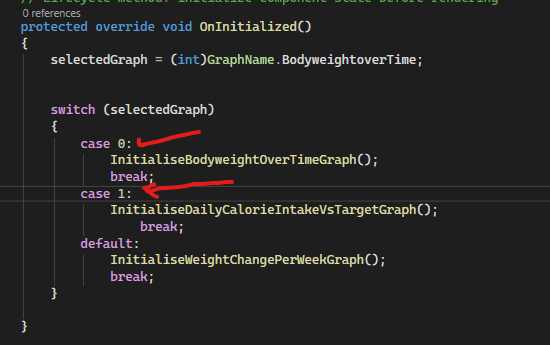 // Lifecycle method: initialize component state before rendering
0 references
protected override void OnInitialized()
{
selectedGraph = (int)GraphName.BodyweightoverTime;
switch (selectedGraph)
{
case 0:
InitialiseBodyweightOverTimeGraph();
break;
case 1:
InitialiseDailyCalorieIntakeVsTargetGraph();
break;
default:
InitialiseWeightChangePerWeekGraph();
break;
}
}